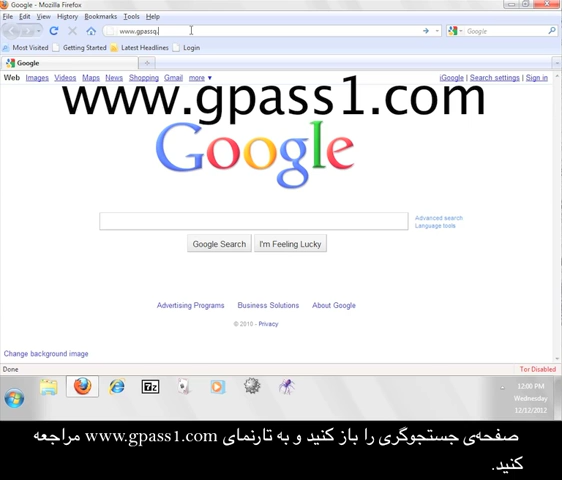 Google - Mozilla Firefox
File Edit View History Bookmarks Tools Help
www.gpassq. Google
Most Visited Getting Started Latest Headlines Login
Google
Web Images Videos Maps News Shopping Gmail more ▼ iGoogle | Search settings | Sign in
www.gpass1.com
Google
Advanced search
Language tools
Google Search I'm Feeling Lucky
Advertising Programs Business Solutions About Google
© 2010 - Privacy
Change background image
Done Tor Disabled
7z
12:00 PM
Wednesday
12/12/2012
صفحه‌ی جستجوگری را باز کنید و به تارنمای www.gpass1.com مراجعه
کنید.